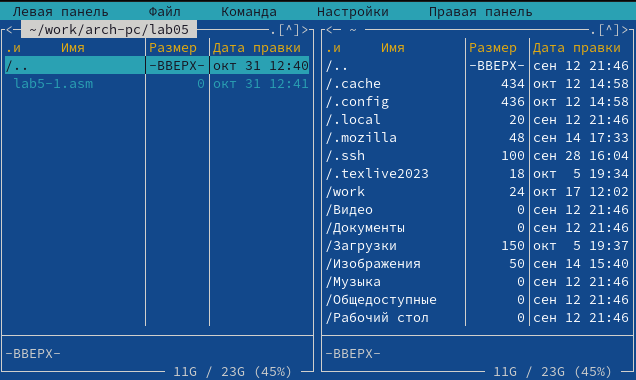 Левая панель Файл Команда Настройки Правая панель
<─ ~/work/arch-pc/lab05 .[^]>
.и Имя Размер Дата правки
/.. -ВВЕРХ- окт 31 12:40
lab5-1.asm 0 окт 31 12:41
-ВВЕРХ-
11G / 23G (45%)
<─ ~ .[^]>
.и Имя Размер Дата правки
/.. -ВВЕРХ- сен 12 21:46
/.cache 434 окт 12 14:58
/.config 436 окт 12 14:58
/.local 20 сен 12 21:46
/.mozilla 48 сен 14 17:33
/.ssh 100 сен 28 16:04
/.texlive2023 18 окт 5 19:34
/work 24 окт 17 12:02
/Видео 0 сен 12 21:46
/Документы 0 сен 12 21:46
/Загрузки 150 окт 5 19:37
/Изображения 50 сен 14 15:40
/Музыка 0 сен 12 21:46
/Общедоступные 0 сен 12 21:46
/Рабочий стол 0 сен 12 21:46
-ВВЕРХ-
11G / 23G (45%)